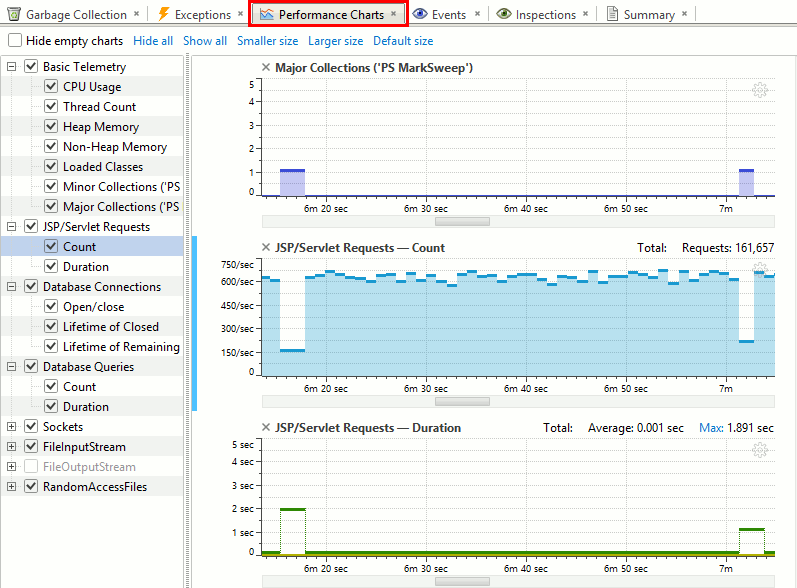 Garbage Collection × Exceptions × Performance Charts × Events × Inspections × Summary ×
Hide empty charts Hide all Show all Smaller size Larger size Default size
Basic Telemetry
CPU Usage
Thread Count
Heap Memory
Non-Heap Memory
Loaded Classes
Minor Collections ('PS
Major Collections ('PS
JSP/Servlet Requests
Count
Duration
Database Connections
Open/close
Lifetime of Closed
Lifetime of Remaining
Database Queries
Count
Duration
Sockets
FileInputStream
FileOutputStream
RandomAccessFiles
× Major Collections ('PS MarkSweep')
5
4
3
2
1
0
6m 20 sec 6m 30 sec 6m 40 sec 6m 50 sec 7m
× JSP/Servlet Requests — Count Total: Requests: 161,657
750/sec
600/sec
450/sec
300/sec
150/sec
0
6m 20 sec 6m 30 sec 6m 40 sec 6m 50 sec 7m
× JSP/Servlet Requests — Duration Total: Average: 0.001 sec Max: 1.891 sec
5 sec
4 sec
3 sec
2 sec
1 sec
0
6m 20 sec 6m 30 sec 6m 40 sec 6m 50 sec 7m